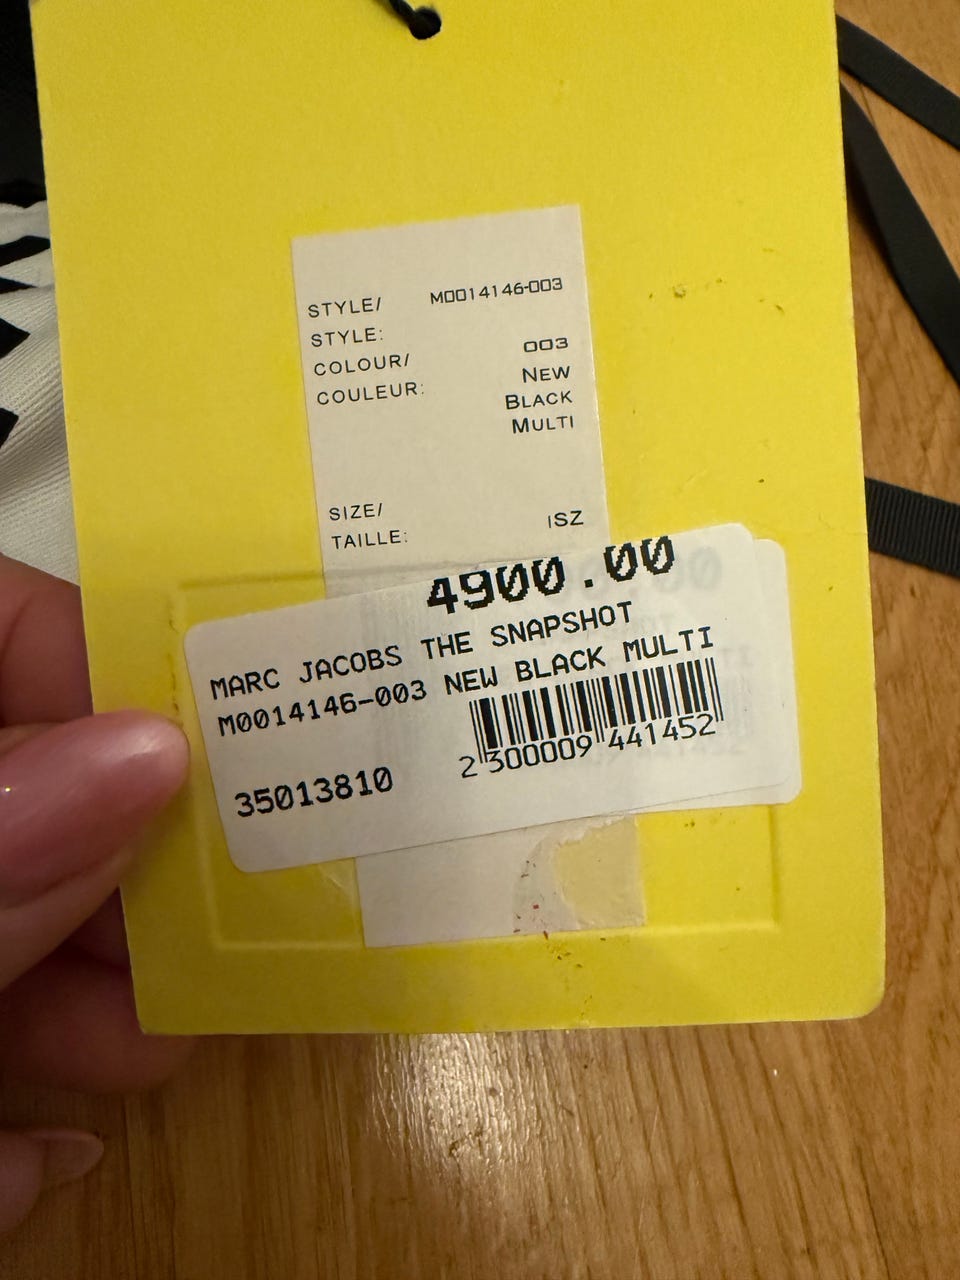 STYLE/ M0014146-003
STYLE:
COLOUR/ 003
COULEUR: NEW
BLACK
MULTI
SIZE/
TAILLE: 1SZ
4900.00
MARC JACOBS THE SNAPSHOT
M0014146-003 NEW BLACK MULTI
35013810
2 300009 441452